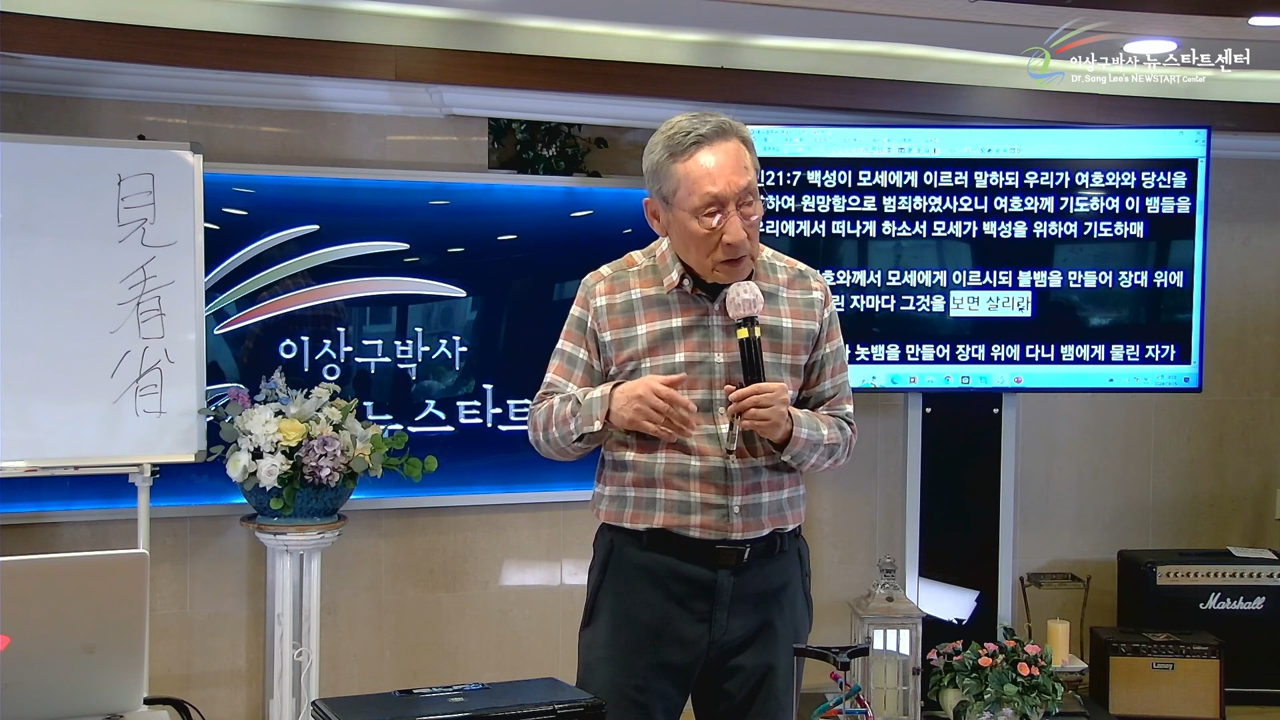 이상구박사 뉴스타트센터
Dr. Sang Lee's NEWSTART Center
見
看
省
이상구박사
뉴스타트
21:7 백성이 모세에게 이르러 말하되 우리가 여호와와 당신을
하여 원망함으로 범죄하였사오니 여호와께 기도하여 이 뱀들을
우리에게서 떠나게 하소서 모세가 백성을 위하여 기도하매
호와께서 모세에게 이르시되 불뱀을 만들어 장대 위에
린 자마다 그것을 보면 살리라
놋뱀을 만들어 장대 위에 다니 뱀에게 물린 자가
Marshall
Laney